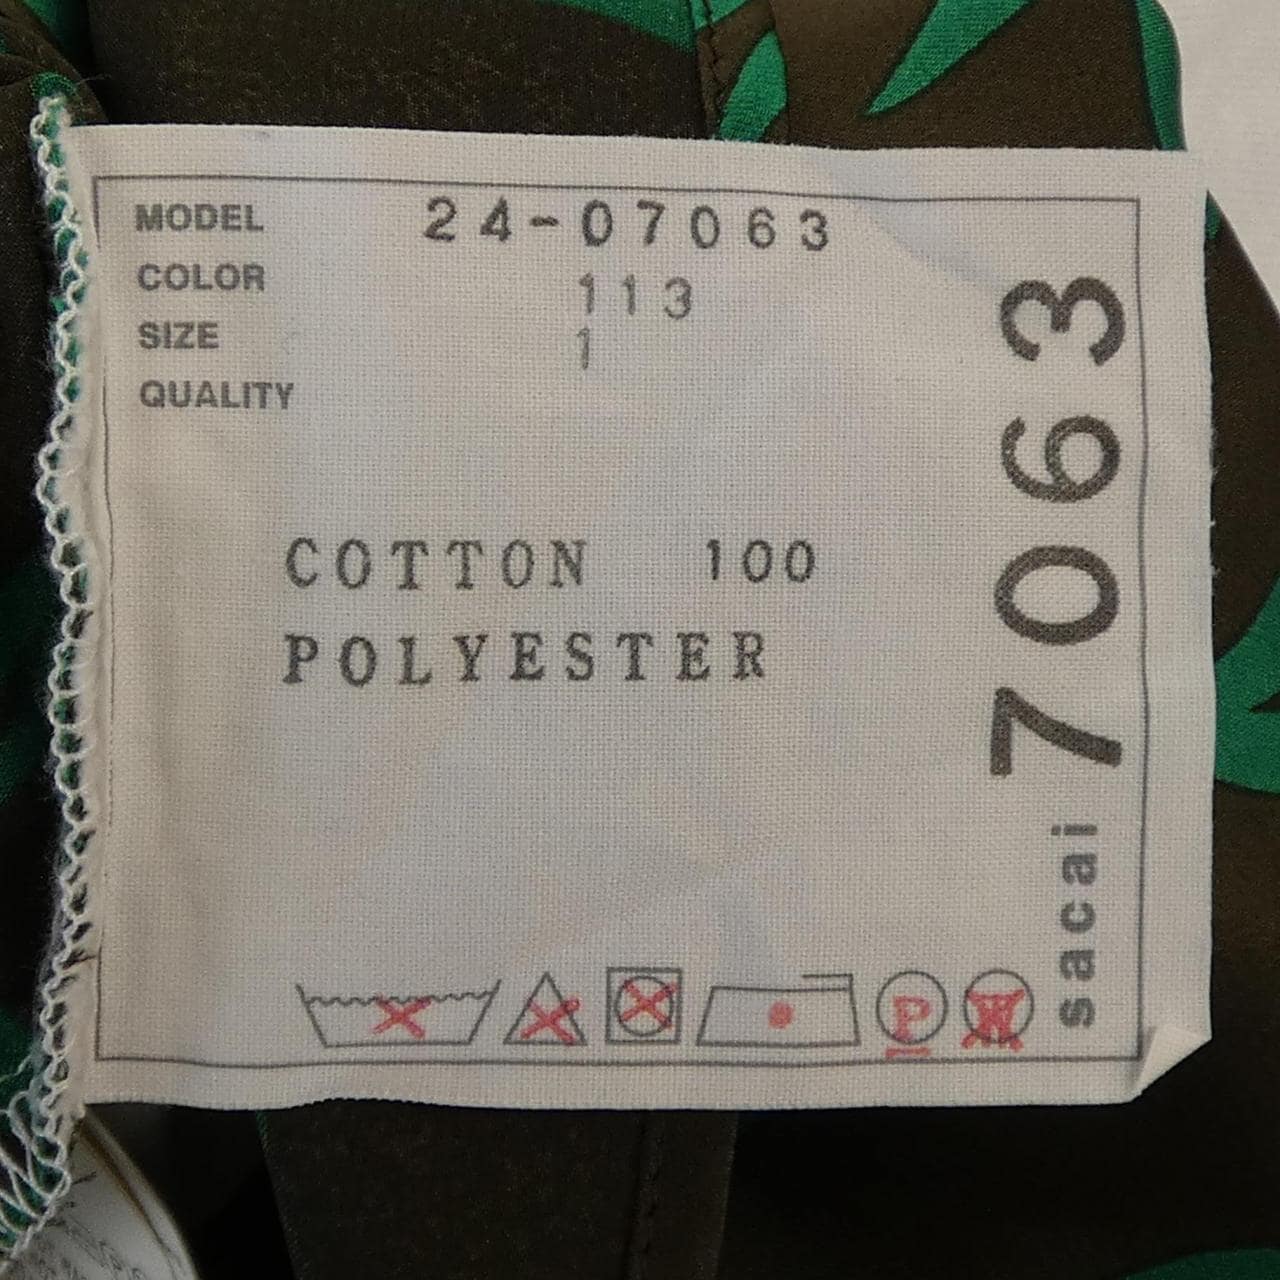 MODEL 24-07063
COLOR 113
SIZE 1
QUALITY
COTTON 100
POLYESTER
P W
sacai 7063